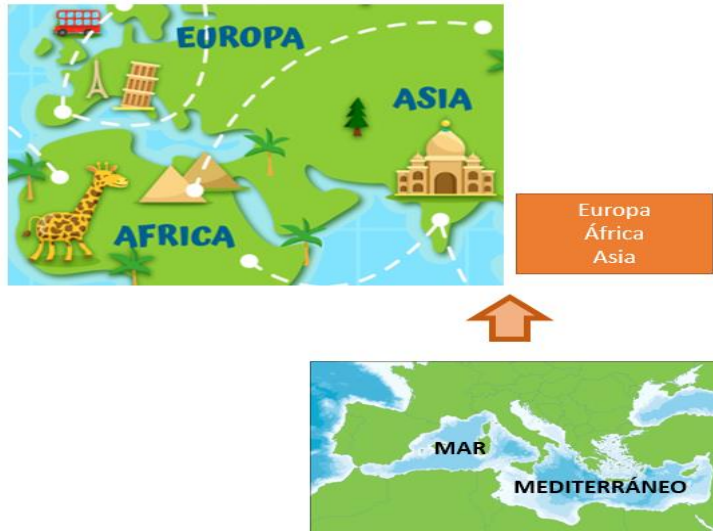 EUROPA
ASIA
AFRICA
Europa
África
Asia
MAR
MEDITERRÁNEO